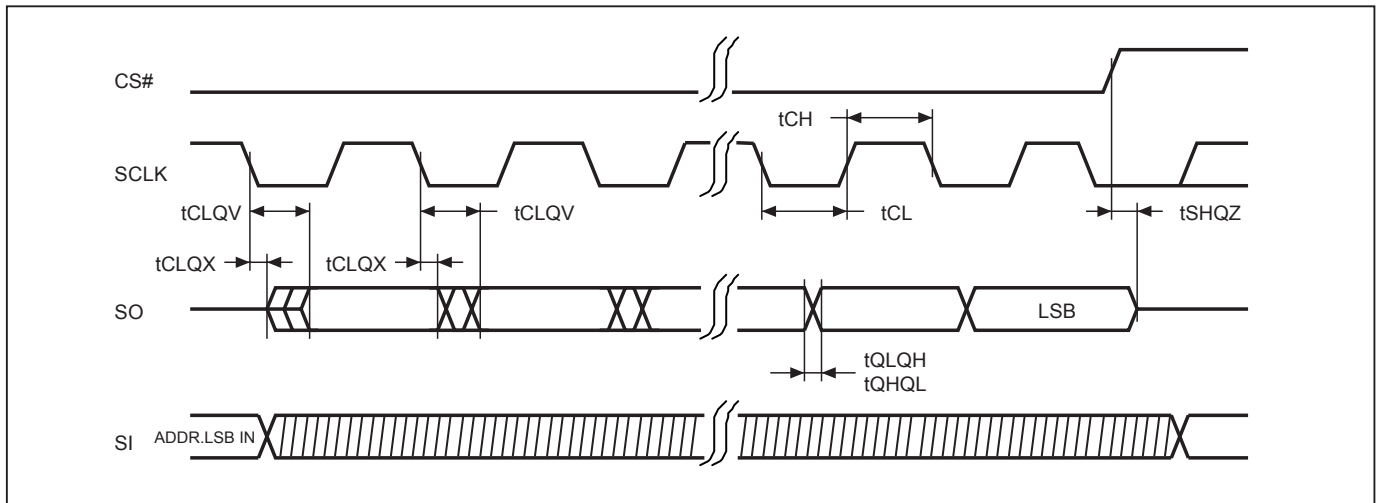 CS#
tCH
SCLK
tCLQV
tCLQV
tCL
tSHQZ
tCLQX
tCLQX
SO
LSB
tQLQH
tQHQL
SI
ADDR.LSB IN